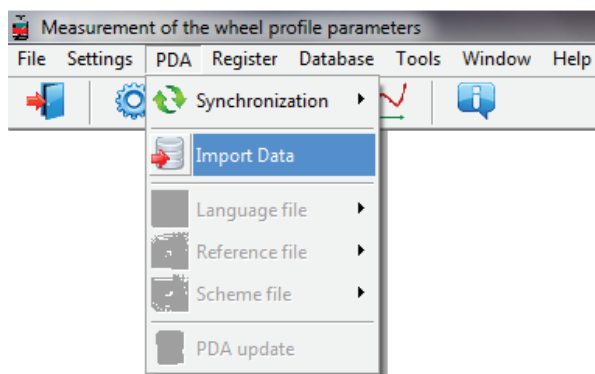 Measurement of the wheel profile parameters
File Settings PDA Register Database Tools Window Help
Synchronization
Import Data
Language file
Reference file
Scheme file
PDA update